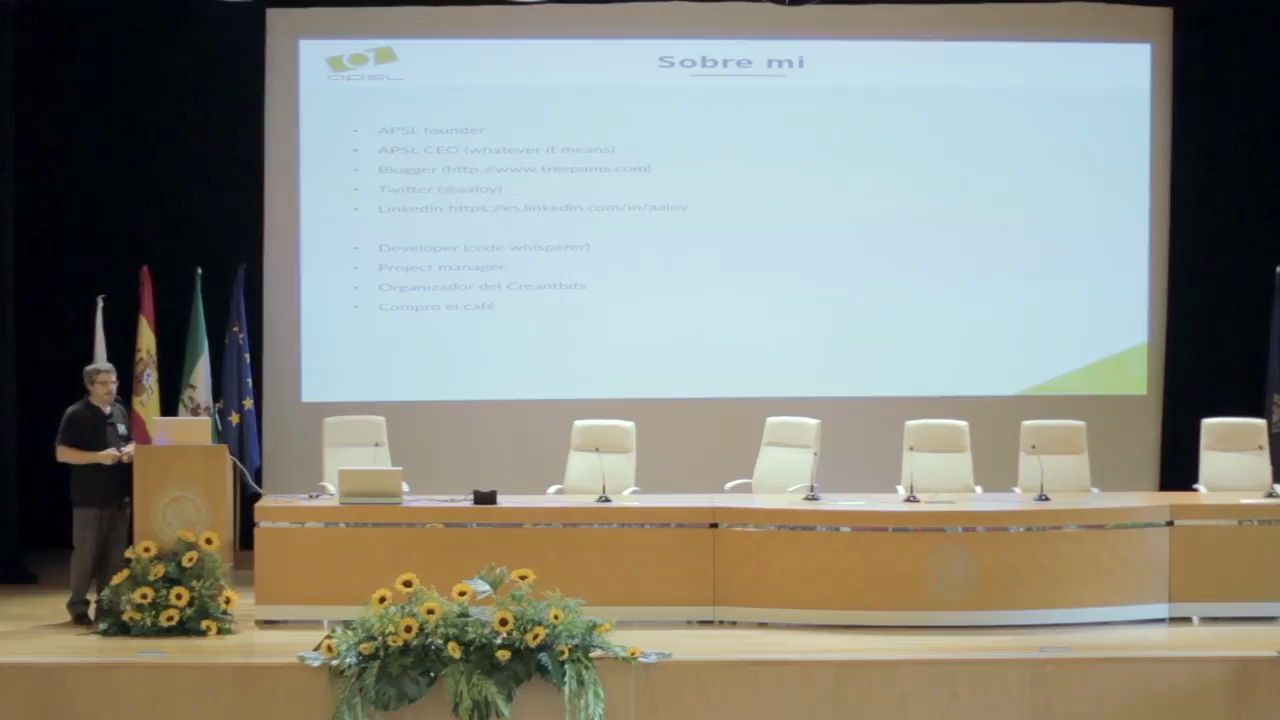 APSL
Sobre mi
- APSL founder
- APSL CEO (whatever it means)
- Blogger (http://www.trespams.com)
- Twitter (@aaloy)
- Linkedin https://es.linkedin.com/in/aaloy
- Developer (code whisperer)
- Project manager
- Organizador del Creantbits
- Compro el café